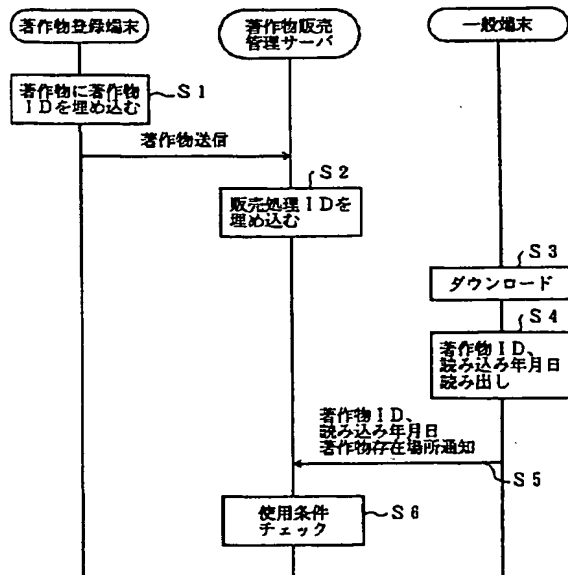 著作物登録端末
著作物販売
管理サーバ
一般端末
著作物に著作物
IDを埋め込む
S1
著作物送信
S2
販売処理IDを
埋め込む
S3
ダウンロード
S4
著作物ID、
読み込み年月日
読み出し
著作物ID、
読み込み年月日
著作物存在場所通知
S5
使用条件
チェック
S6